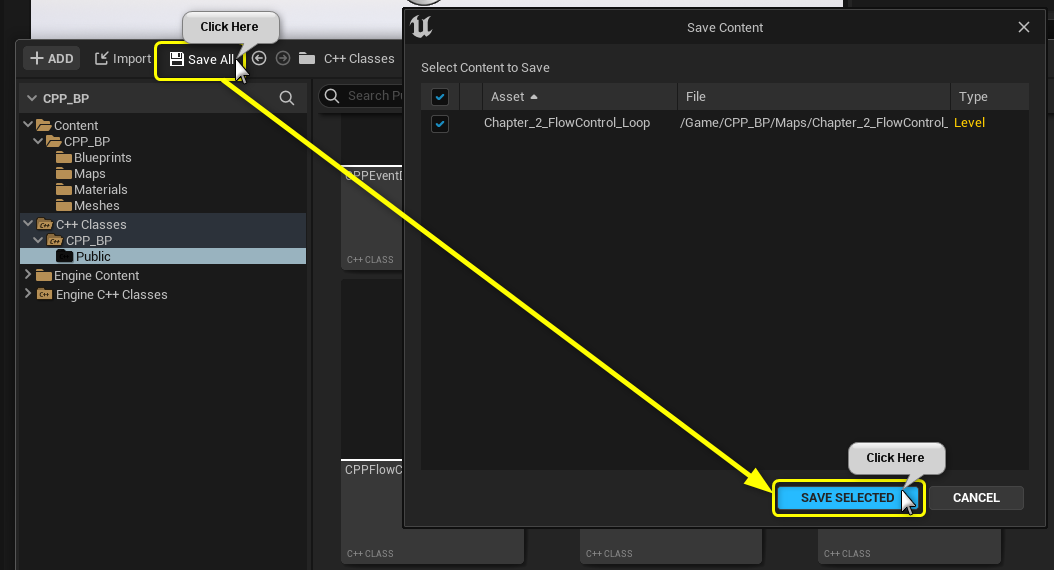 Click Here
ADD
Import
Save All
C++ Classes
CPP_BP
Search Pu
Content
CPP_BP
Blueprints
Maps
Materials
Meshes
C++ Classes
CPP_BP
Public
Engine Content
Engine C++ Classes
CPPEventD
C++ CLASS
CPPFlowC
C++ CLASS
C++ CLASS
C++ CLASS
Save Content
Select Content to Save
Asset File Type
Chapter_2_FlowControl_Loop /Game/CPP_BP/Maps/Chapter_2_FlowControl_ Level
Click Here
SAVE SELECTED
CANCEL